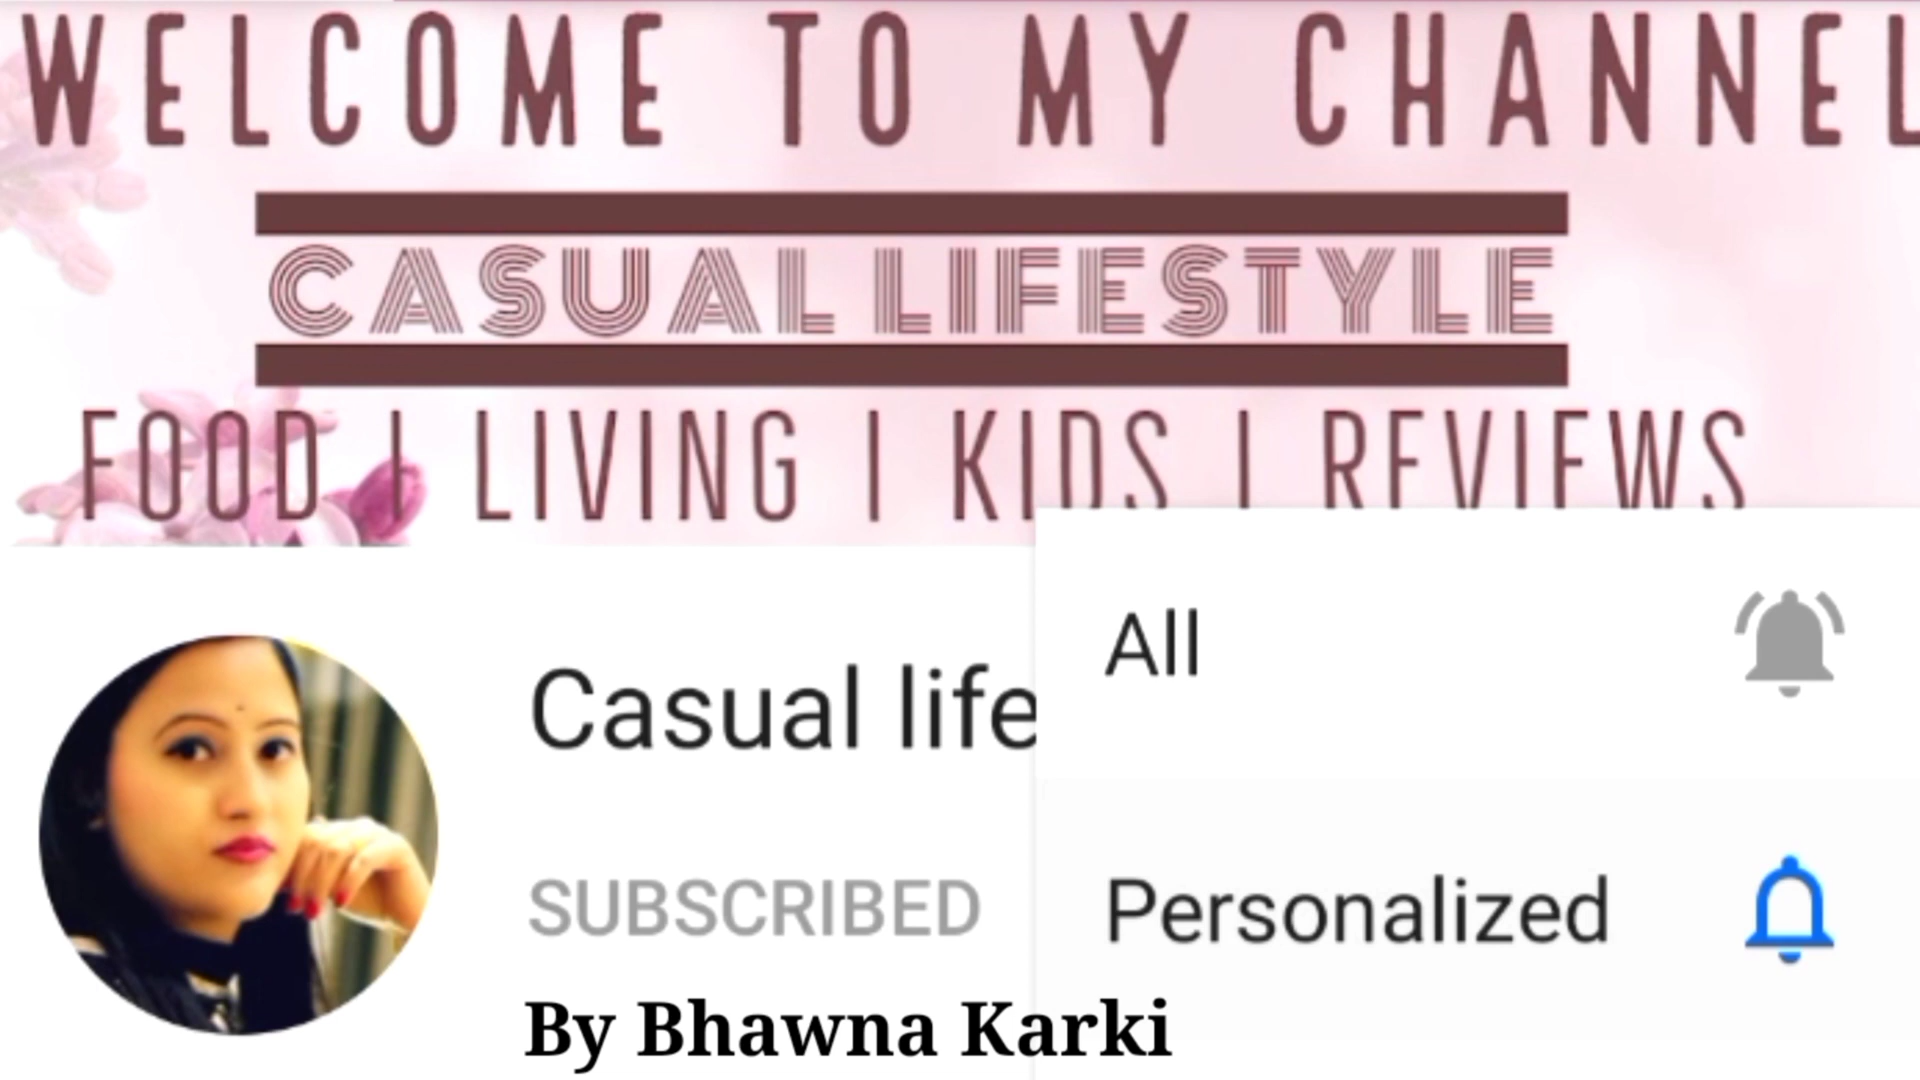 WELCOME TO MY CHANNEL
CASUAL LIFESTYLE
FOOD | LIVING | KIDS | REVIEWS
All
Casual life
Personalized
SUBSCRIBED
By Bhawna Karki